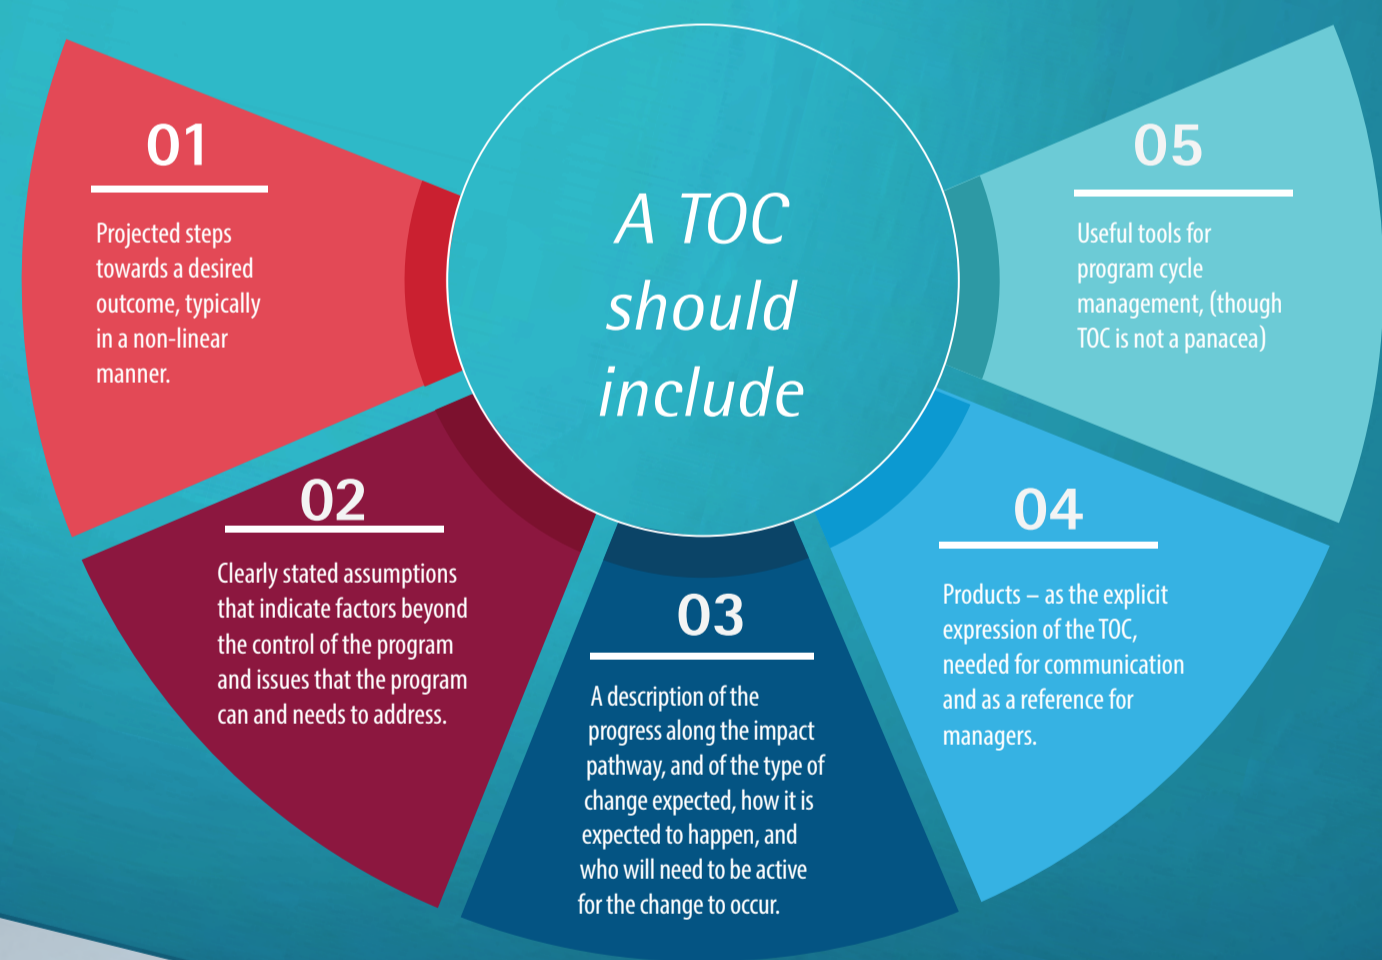 A TOC
should
include
01
Projected steps
towards a desired
outcome, typically
in a non-linear
manner.
02
Clearly stated assumptions
that indicate factors beyond
the control of the program
and issues that the program
can and needs to address.
03
A description of the
progress along the impact
pathway, and of the type of
change expected, how it is
expected to happen, and
who will need to be active
for the change to occur.
04
Products – as the explicit
expression of the TOC,
needed for communication
and as a reference for
managers.
05
Useful tools for
program cycle
management, (though
TOC is not a panacea)